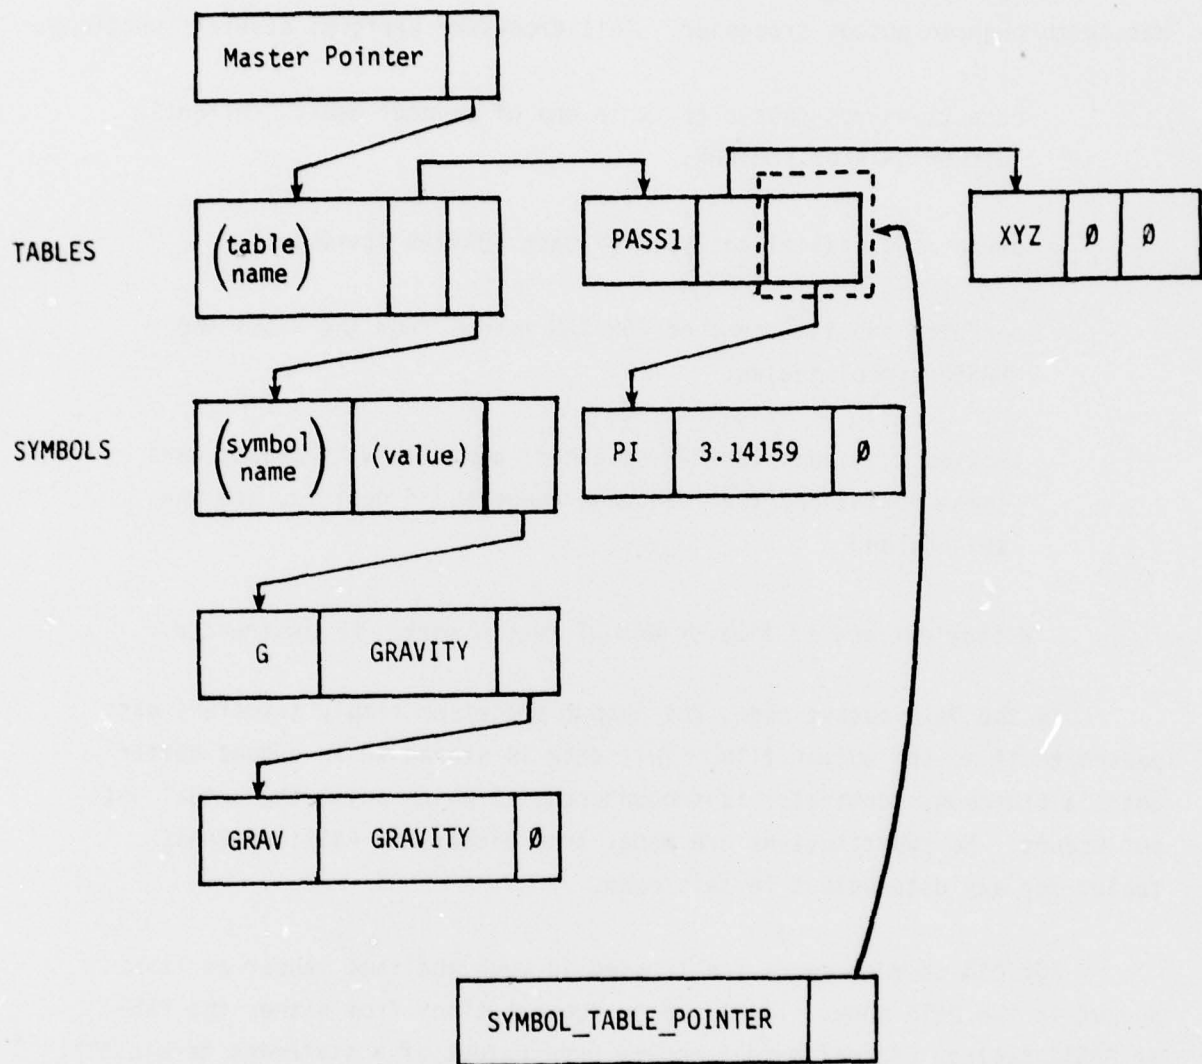 Master Pointer
TABLES
(table
name)
PASS1
XYZ Ø Ø
SYMBOLS
(symbol
name)
(value)
PI 3.14159 Ø
G GRAVITY
GRAV GRAVITY Ø
SYMBOL_TABLE_POINTER